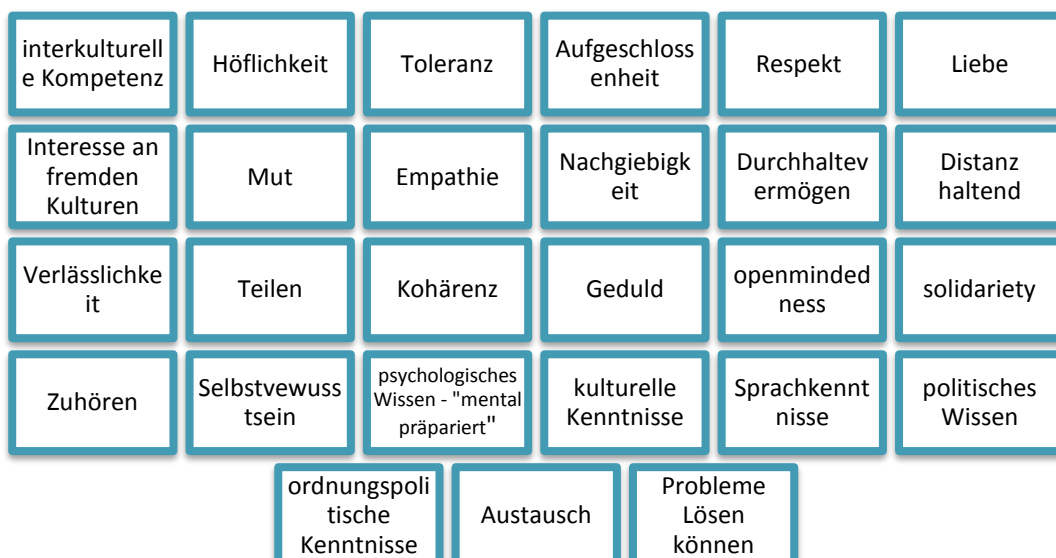 interkulturell
e Kompetenz
Höflichkeit
Toleranz
Aufgeschloss
enheit
Respekt
Liebe
Interesse an
fremden
Kulturen
Mut
Empathie
Nachgiebigk
eit
Durchhaltev
ermögen
Distanz
haltend
Verlässlichke
it
Teilen
Kohärenz
Geduld
openminded
ness
solidariety
Zuhören
Selbstvewuss
tsein
psychologisches
Wissen - "mental
präpariert"
kulturelle
Kenntnisse
Sprachkennt
nisse
politisches
Wissen
ordnungspoli
tische
Kenntnisse
Austausch
Probleme
Lösen
können